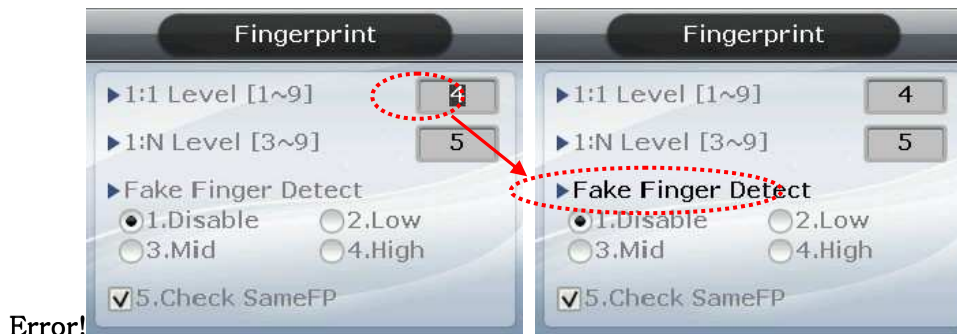 Fingerprint
▶1:1 Level [1~9] 4
▶1:N Level [3~9] 5
▶Fake Finger Detect
1.Disable 2.Low
3.Mid 4.High
5.Check SameFP
Fingerprint
▶1:1 Level [1~9] 4
▶1:N Level [3~9] 5
▶Fake Finger Detect
1.Disable 2.Low
3.Mid 4.High
5.Check SameFP
Error!